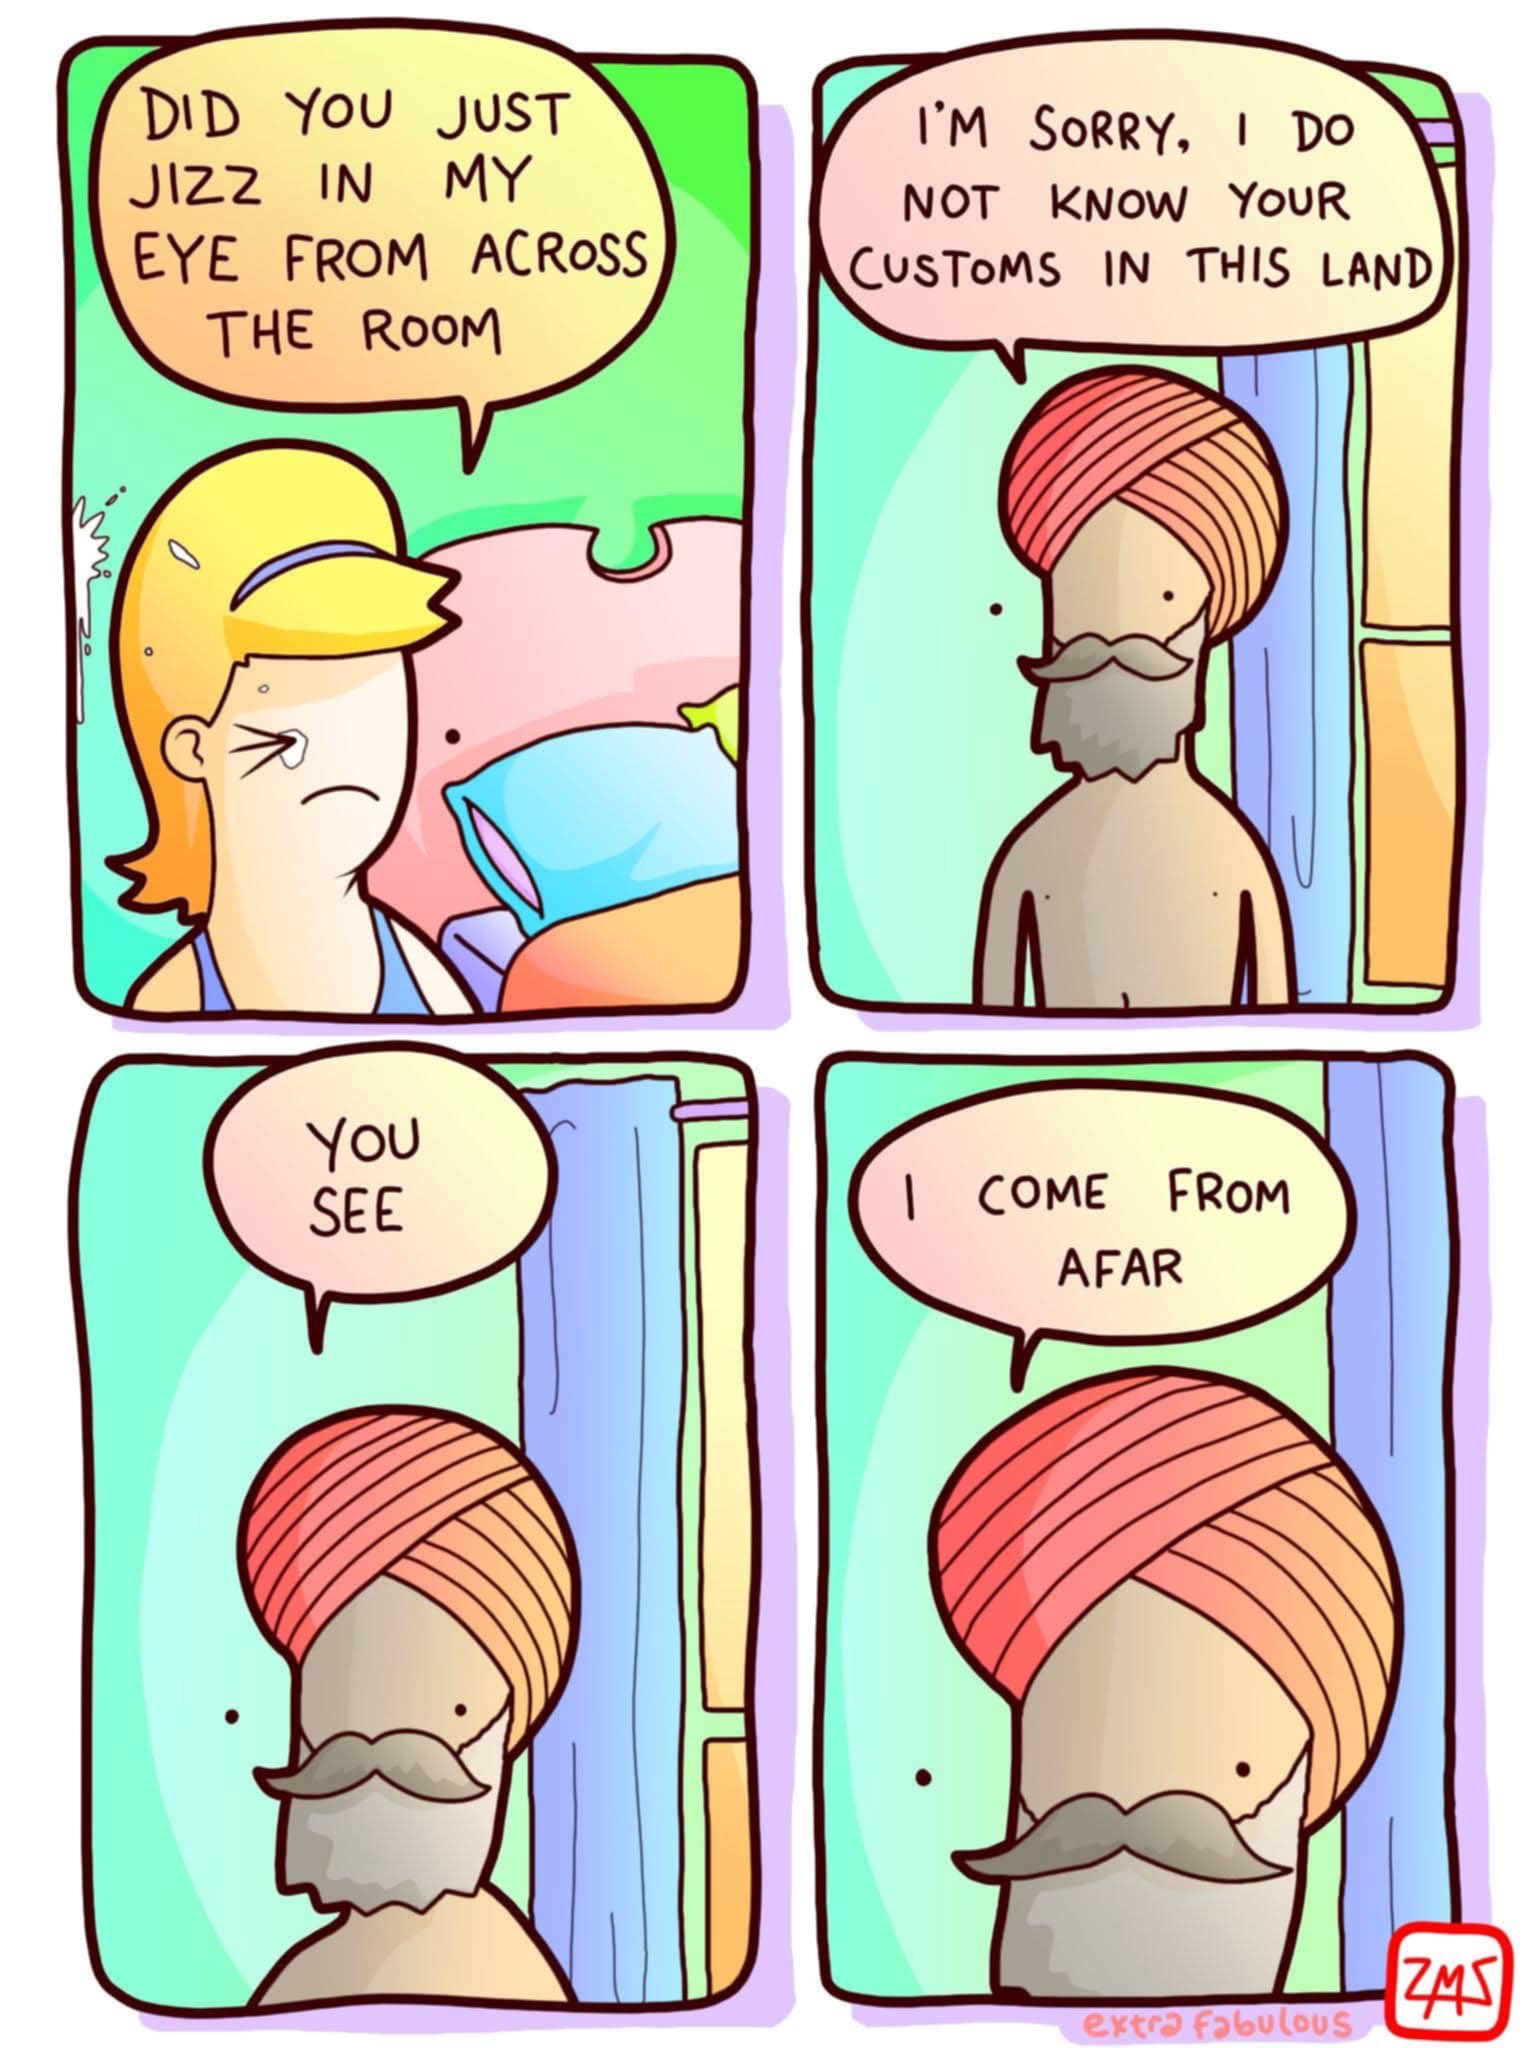 DID YOU JUST
JIZZ IN MY
EYE FROM ACROSS
THE ROOM
I'M SORRY, I DO
NOT KNOW YOUR
CUSTOMS IN THIS LAND
YOU
SEE
I COME FROM
AFAR
ZMS
extra fabulous